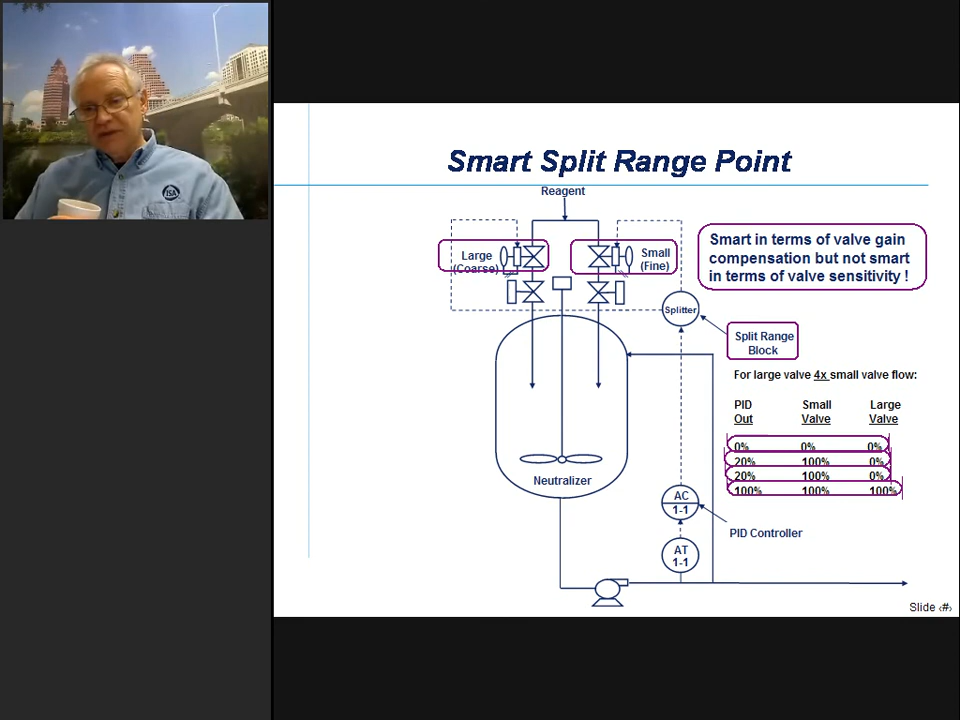 ISA
Smart Split Range Point
Reagent
Large
(Coarse)
Small
(Fine)
Smart in terms of valve gain
compensation but not smart
in terms of valve sensitivity !
Splitter
Split Range
Block
For large valve 4x small valve flow:
PID Small Large
Out Valve Valve
0% 0% 0%
20% 100% 0%
20% 100% 0%
100% 100% 100%
Neutralizer
AC
1-1
PID Controller
AT
1-1
Slide ‹#›